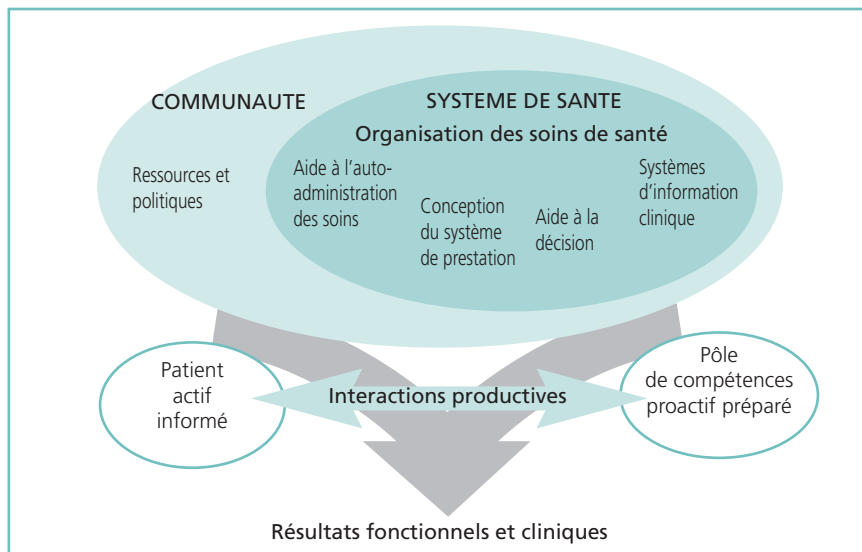 COMMUNAUTE
SYSTEME DE SANTE
Organisation des soins de santé
Ressources et
politiques
Aide à l’auto-
administration
des soins
Conception
du système
de prestation
Aide à la
décision
Systèmes
d’information
clinique
Patient
actif
informé
Interactions productives
Pôle
de compétences
proactif préparé
Résultats fonctionnels et cliniques